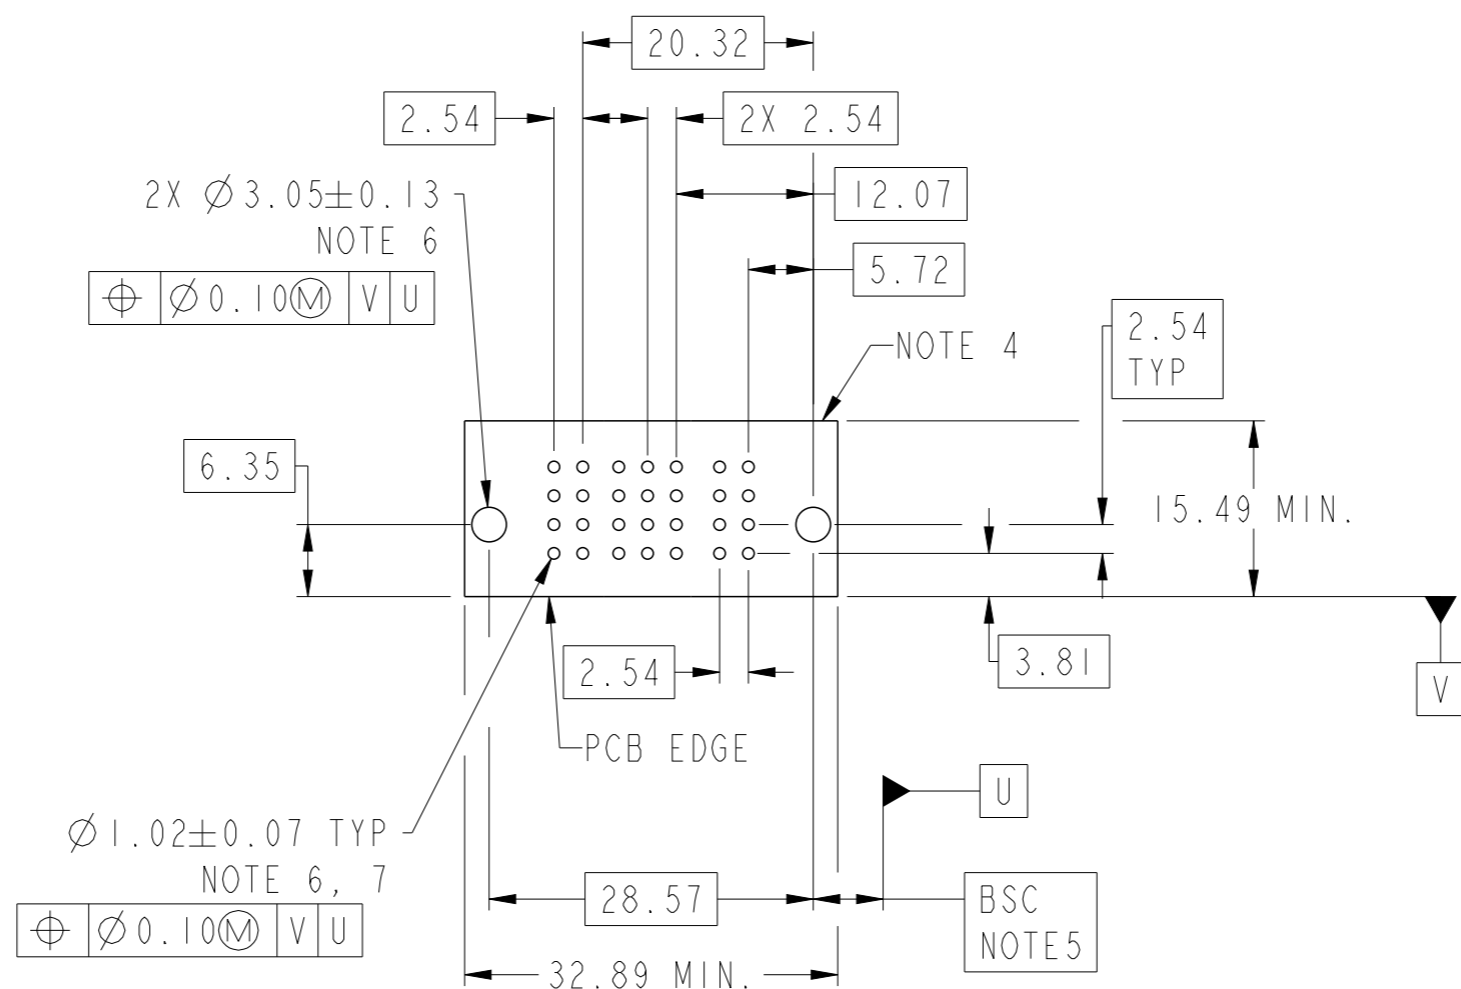 20.32
2.54
2X 2.54
2X Ø3.05±0.13
NOTE 6
⌖ Ø0.10Ⓜ V U
12.07
5.72
NOTE 4
2.54
TYP
6.35
15.49 MIN.
2.54
3.81
V
PCB EDGE
U
Ø1.02±0.07 TYP
NOTE 6, 7
⌖ Ø0.10Ⓜ V U
28.57
BSC
NOTE5
32.89 MIN.